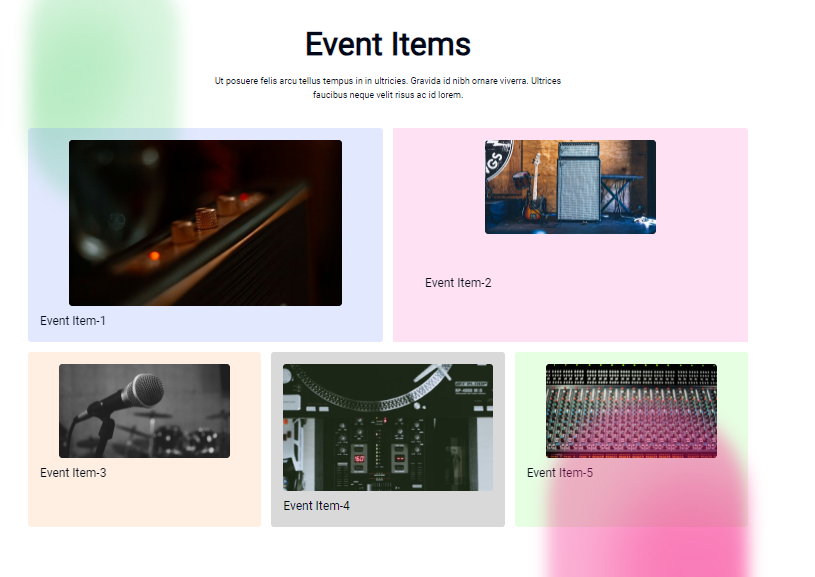 Event Items
Ut posuere felis arcu tellus tempus in in ultricies. Gravida id nibh ornare viverra. Ultrices
faucibus neque velit risus ac id lorem.
GS
Event Item-1
Event Item-2
Event Item-3
Event Item-4
Event Item-5